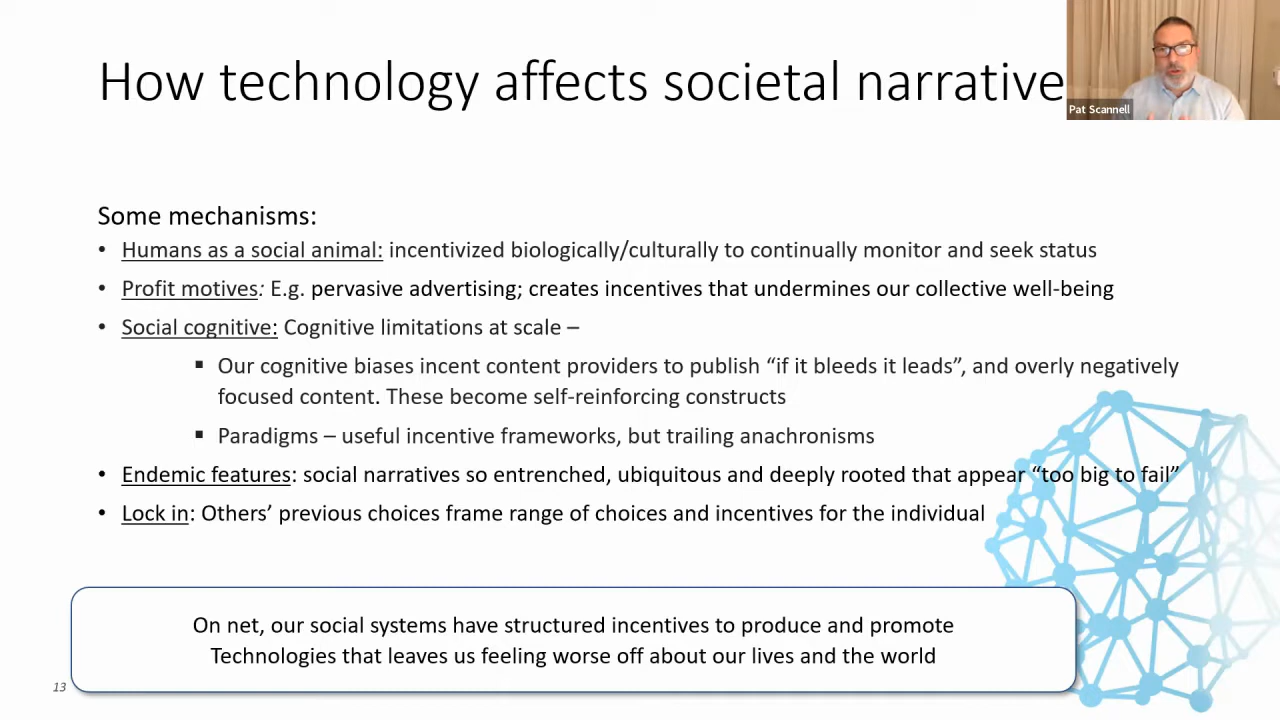 How technology affects societal narrative
Pat Scannell
Some mechanisms:
• Humans as a social animal: incentivized biologically/culturally to continually monitor and seek status
• Profit motives: E.g. pervasive advertising; creates incentives that undermines our collective well-being
• Social cognitive: Cognitive limitations at scale –
▪ Our cognitive biases incent content providers to publish “if it bleeds it leads”, and overly negatively
focused content. These become self-reinforcing constructs
▪ Paradigms – useful incentive frameworks, but trailing anachronisms
• Endemic features: social narratives so entrenched, ubiquitous and deeply rooted that appear “too big to fail”
• Lock in: Others’ previous choices frame range of choices and incentives for the individual
On net, our social systems have structured incentives to produce and promote
Technologies that leaves us feeling worse off about our lives and the world
13